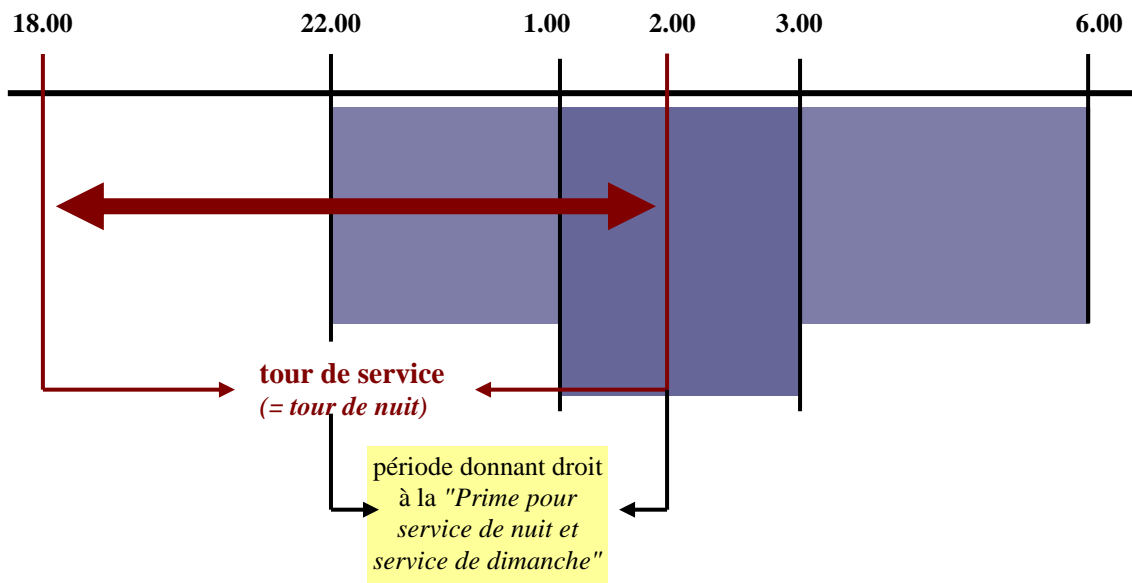 18.00 22.00 1.00 2.00 3.00 6.00
tour de service
(= tour de nuit)
période donnant droit
à la "Prime pour
service de nuit et
service de dimanche"